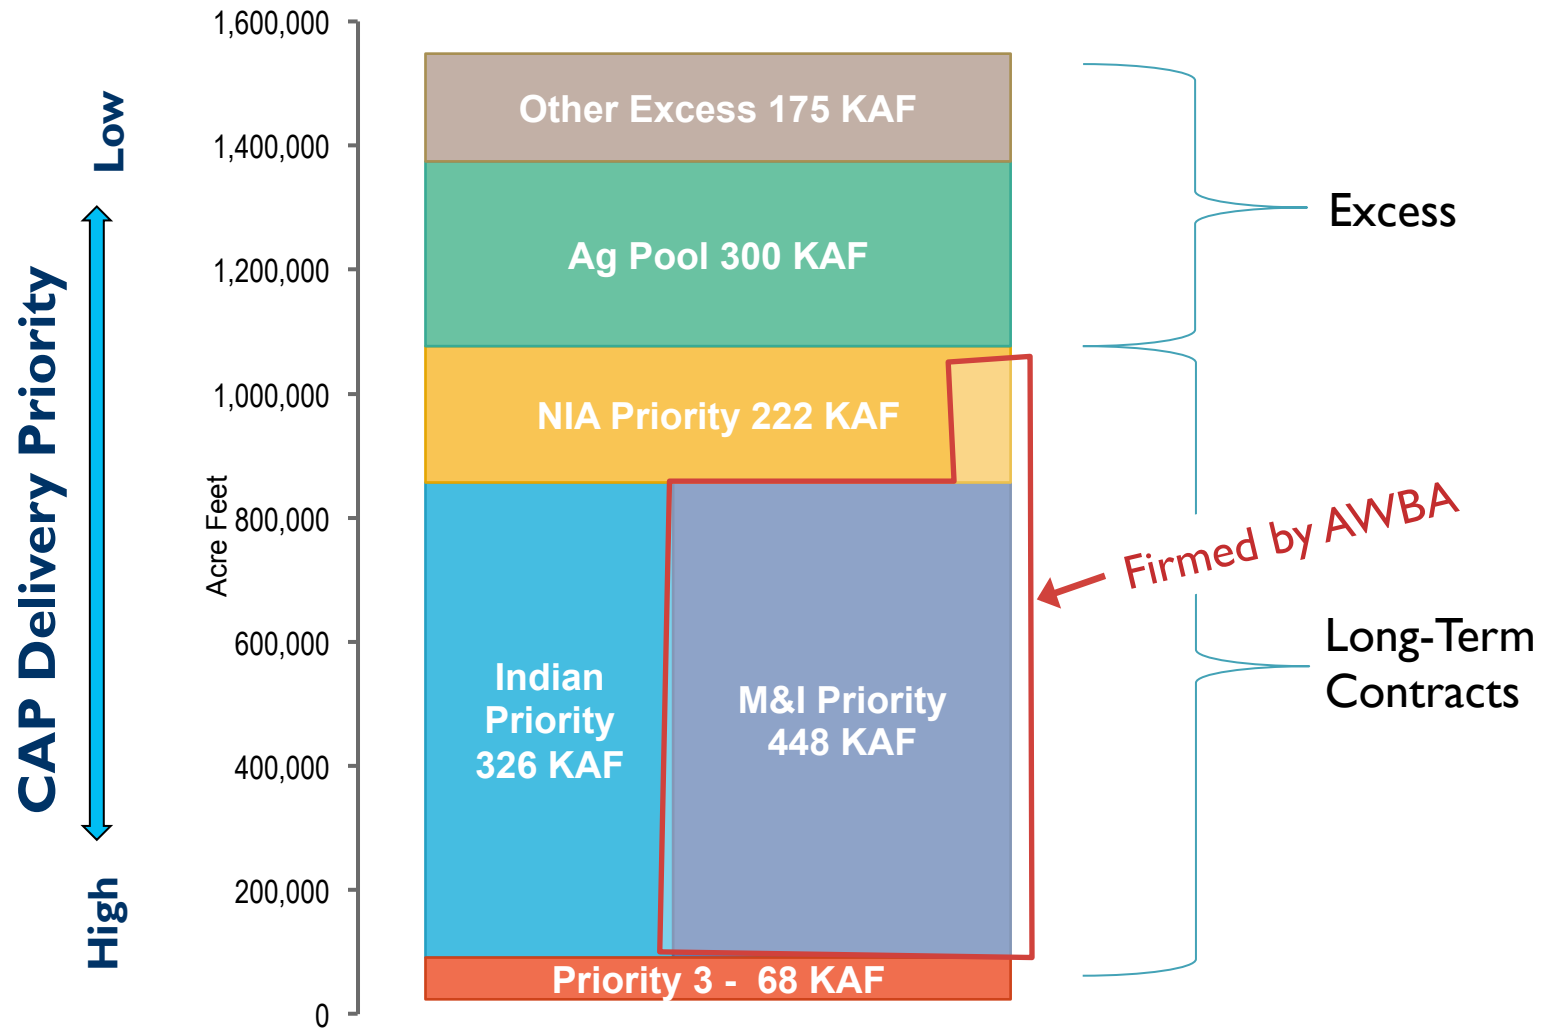 CAP Delivery Priority
Low
High
Acre Feet
1,600,000
1,400,000
1,200,000
1,000,000
800,000
600,000
400,000
200,000
0
Other Excess 175 KAF
Ag Pool 300 KAF
NIA Priority 222 KAF
Indian
Priority
326 KAF
M&I Priority
448 KAF
Priority 3 - 68 KAF
Excess
Firmed by AWBA
Long-Term
Contracts